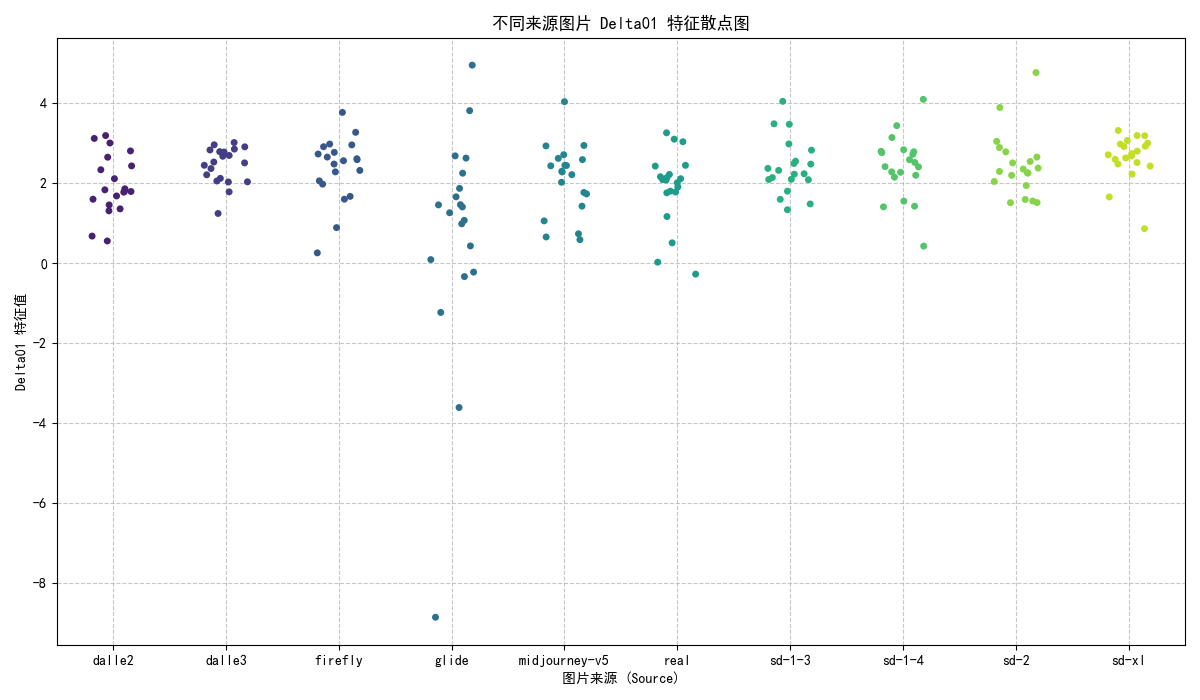 不同来源图片 Delta01 特征散点图
Delta01 特征值
4
2
0
−2
−4
−6
−8
dalle2 dalle3 firefly glide midjourney-v5 real sd-1-3 sd-1-4 sd-2 sd-xl
图片来源 (Source)